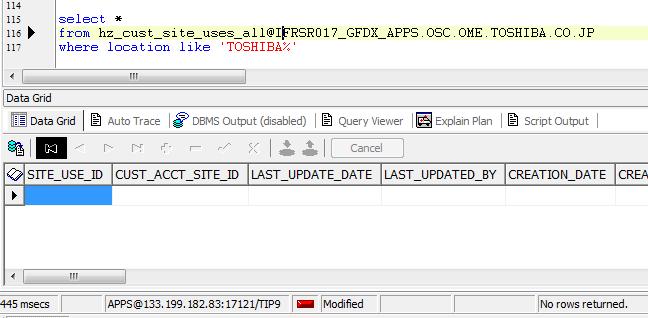 114
115 select *
116 from hz_cust_site_uses_all@IFRSR017_GFDX_APPS.OSC.OME.TOSHIBA.CO.JP
117 where location like 'TOSHIBA%'
Data Grid
Data Grid Auto Trace DBMS Output (disabled) Query Viewer Explain Plan Script Output
Cancel
SITE_USE_ID CUST_ACCT_SITE_ID LAST_UPDATE_DATE LAST_UPDATED_BY CREATION_DATE CREA
445 msecs APPS@133.199.182.83:17121/TIP9 Modified No rows returned.